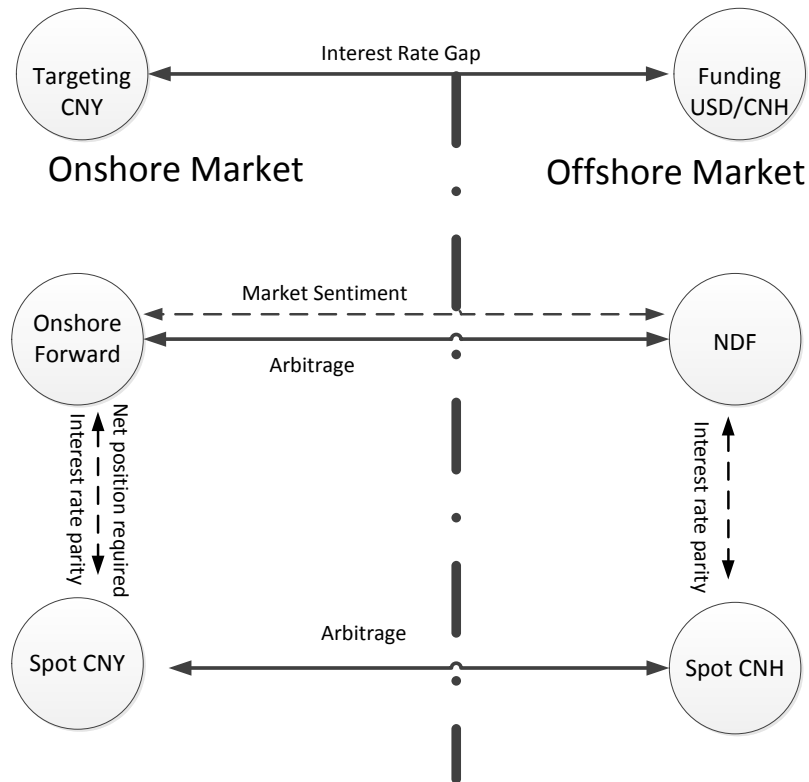 Interest Rate Gap
Targeting
CNY
Funding
USD/CNH
Onshore Market
Offshore Market
Market Sentiment
Onshore
Forward
NDF
Arbitrage
Net position required
Interest rate parity
Interest rate parity
Arbitrage
Spot CNY
Spot CNH